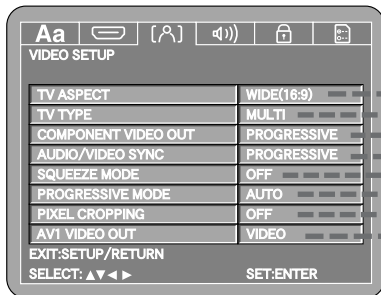 Aa
VIDEO SETUP
TV ASPECT WIDE(16:9)
TV TYPE MULTI
COMPONENT VIDEO OUT PROGRESSIVE
AUDIO/VIDEO SYNC PROGRESSIVE
SQUEEZE MODE OFF
PROGRESSIVE MODE AUTO
PIXEL CROPPING OFF
AV1 VIDEO OUT VIDEO
EXIT:SETUP/RETURN
SELECT: ▲▼◄ ► SET:ENTER